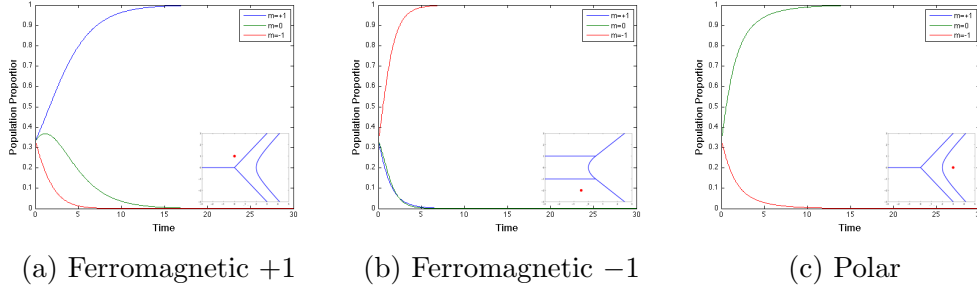 1
0.9
0.8
0.7
0.6
0.5
0.4
0.3
0.2
0.1
0
Population Proportion
m=+1
m=0
m=-1
0 5 10 15 20 25 30
Time
(a) Ferromagnetic +1
1
0.9
0.8
0.7
0.6
0.5
0.4
0.3
0.2
0.1
0
Population Proportion
m=+1
m=0
m=-1
0 5 10 15 20 25 30
Time
(b) Ferromagnetic −1
1
0.9
0.8
0.7
0.6
0.5
0.4
0.3
0.2
0.1
0
Population Proportion
m=+1
m=0
m=-1
0 5 10 15 20 25 30
Time
(c) Polar